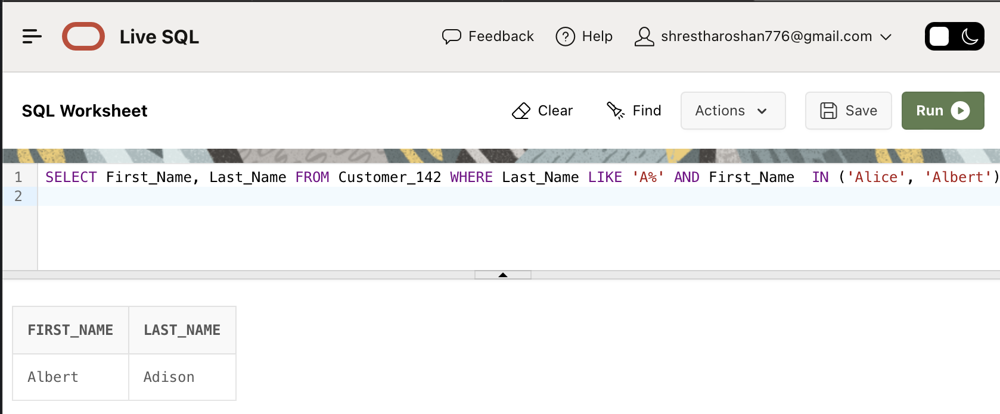 Live SQL Feedback Help shrestharoshan776@gmail.com
SQL Worksheet Clear Find Actions Save Run
1 SELECT First_Name, Last_Name FROM Customer_142 WHERE Last_Name LIKE 'A%' AND First_Name  IN ('Alice', 'Albert')
2
FIRST_NAME LAST_NAME
Albert Adison